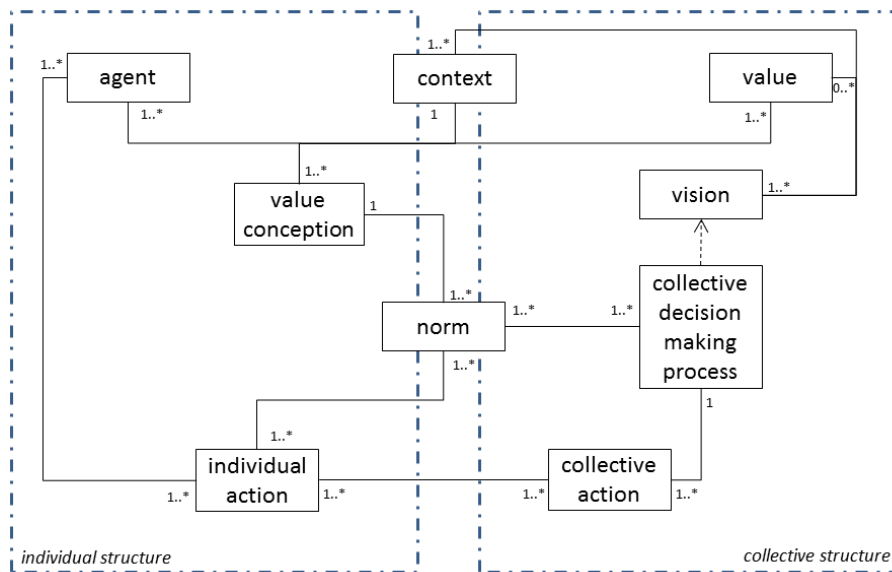 1..*
1..*
agent
context
value
0..*
1..*
1
1..*
1..*
value
conception
1
vision
1..*
collective
decision
making
process
1..*
norm
1..*
1..*
1..*
1
1..*
individual
action
collective
action
1..*
1..*
1..*
1..*
individual structure
collective structure